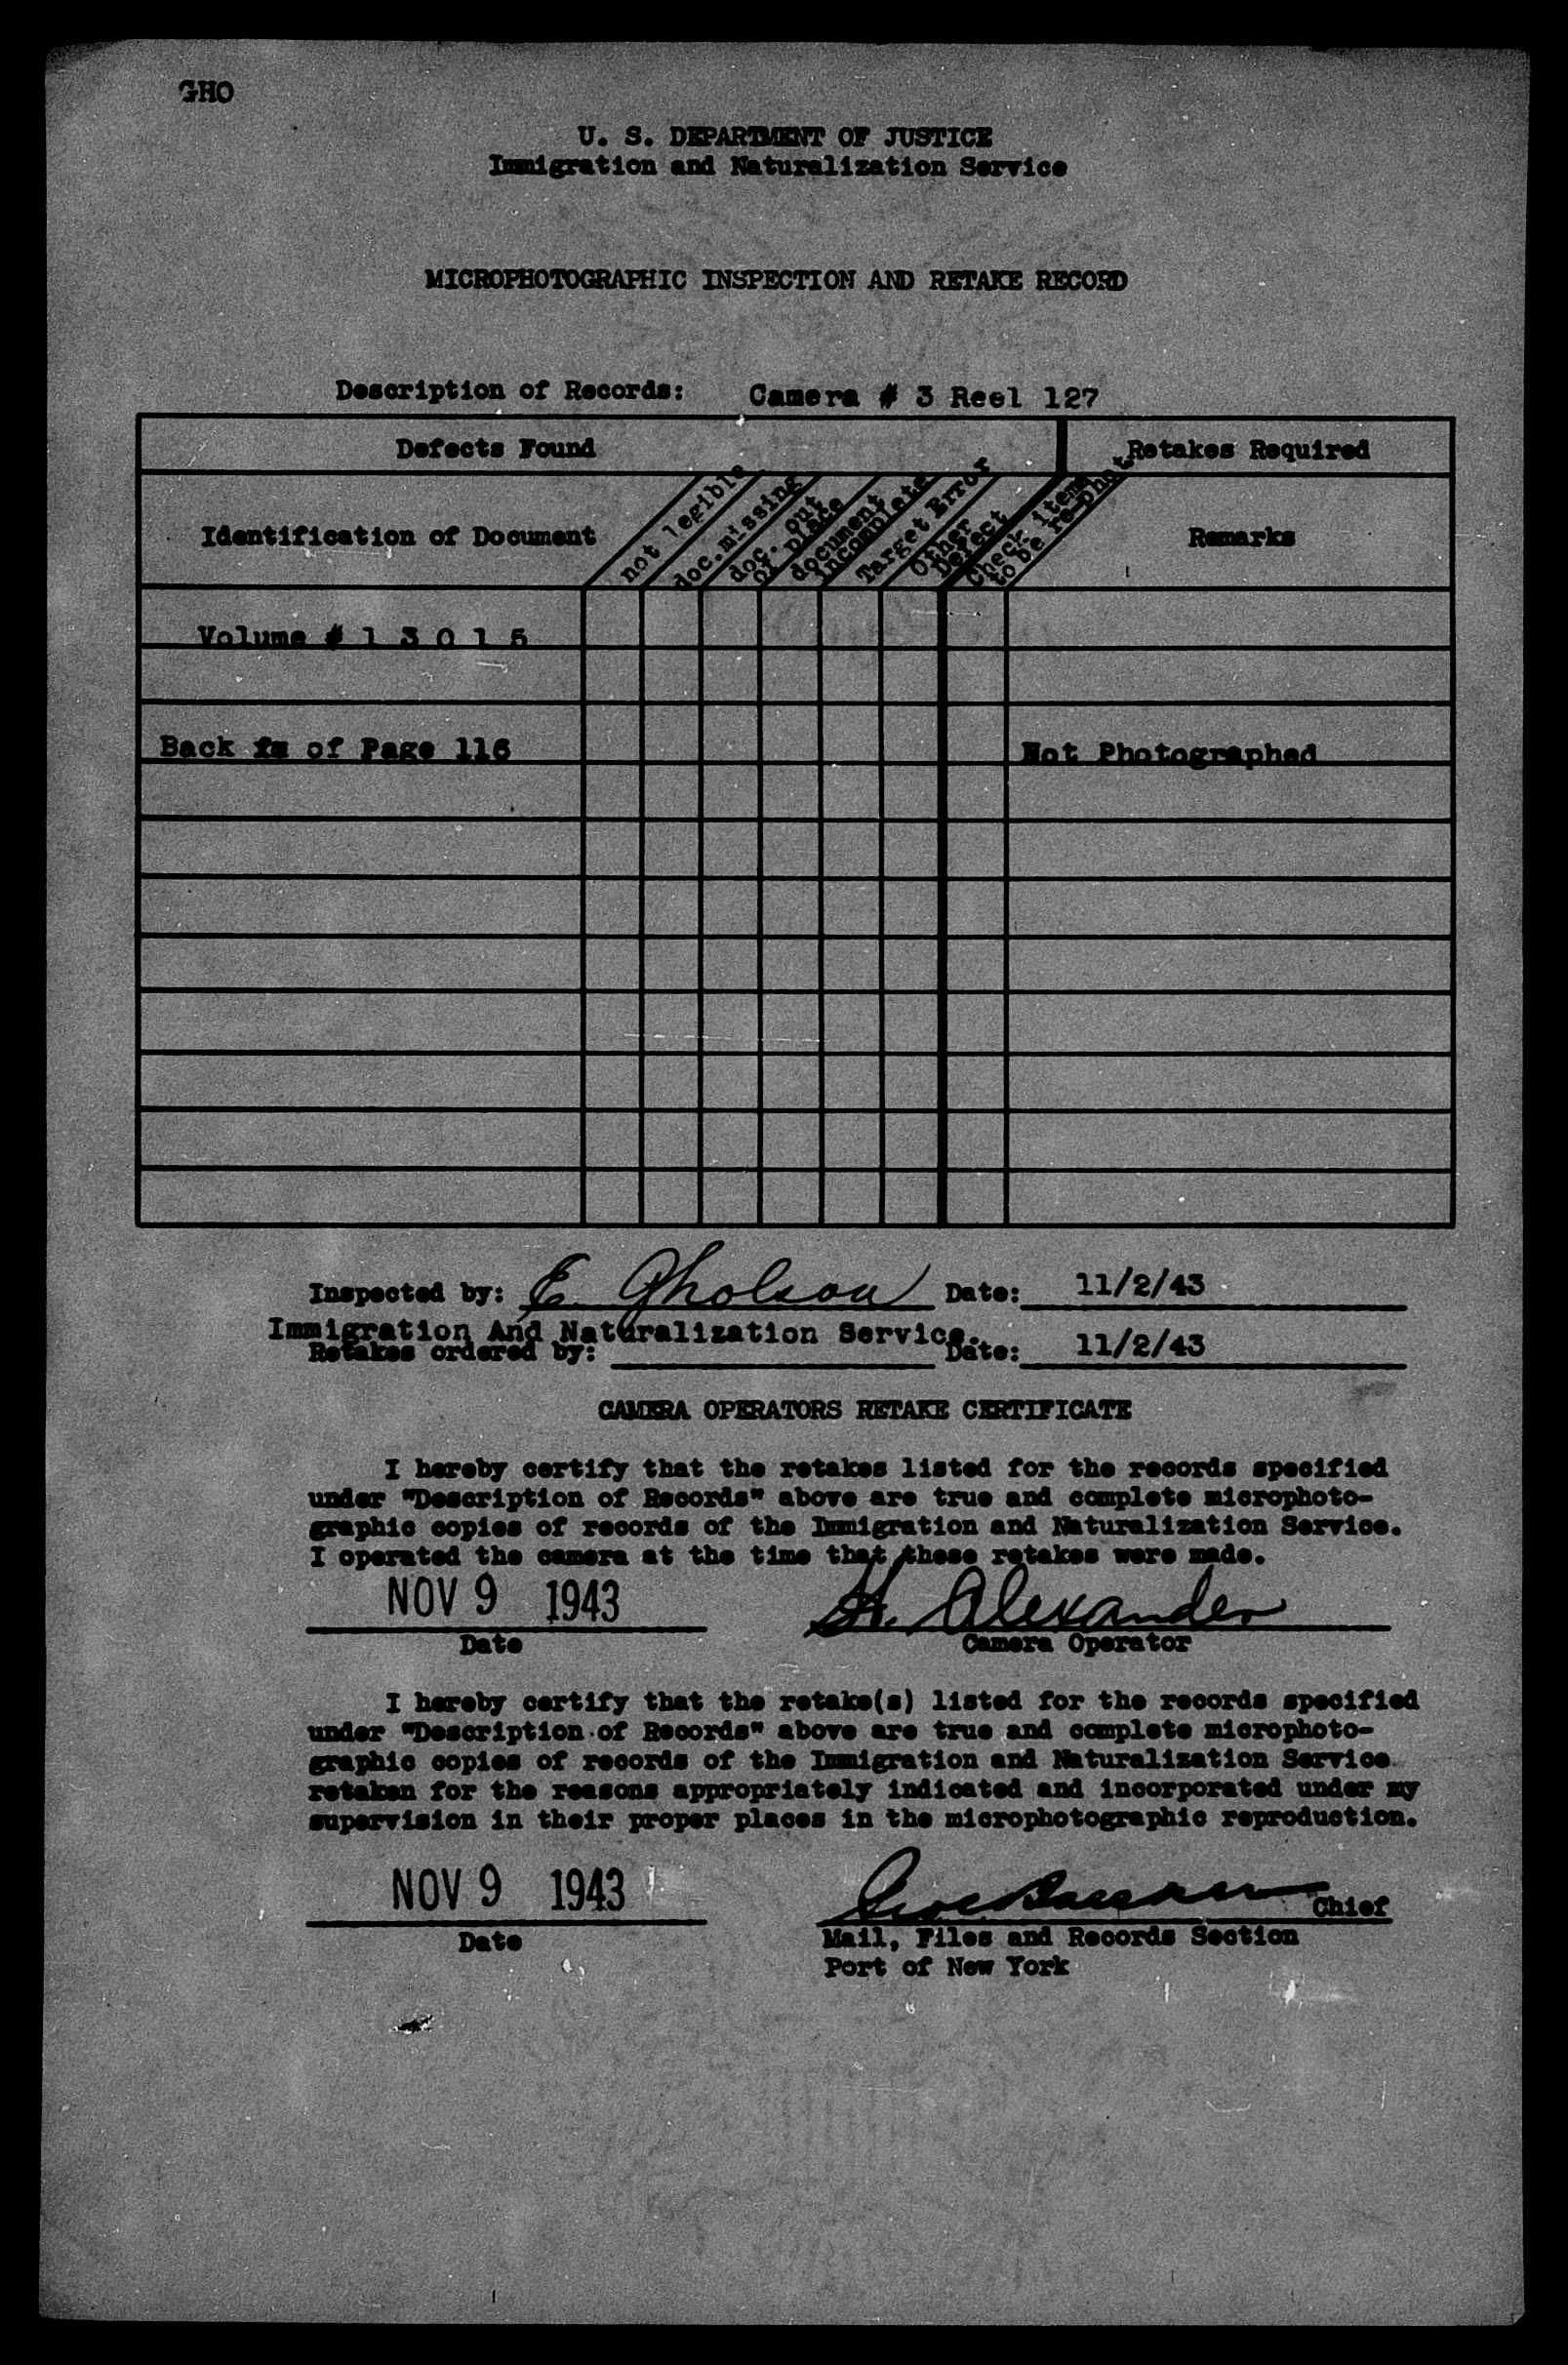 GHO
U. S. DEPARTMENT OF JUSTICE
Immigration and Naturalization Service
MICROPHOTOGRAPHIC INSPECTION AND RETAKE RECORD
Description of Records: Camera # 3 Reel 127
Defects Found
Retakes Required
Identification of Document
not legible
doc.missing
doc. out
of place
document
incomplete
Target Error
Other
Defect
Check items
to be re-phot.
Remarks
Volume # 1 3 0 1 5
Back of Page 116
Not Photographed
Inspected by: E. Gholson Date: 11/2/43
Immigration And Naturalization Service.
Retakes ordered by: Date: 11/2/43
CAMERA OPERATORS RETAKE CERTIFICATE
I hereby certify that the retakes listed for the records specified
under "Description of Records" above are true and complete microphoto-
graphic copies of records of the Immigration and Naturalization Service.
I operated the camera at the time that these retakes were made.
NOV 9 1943 H. Alexander
Date Camera Operator
I hereby certify that the retake(s) listed for the records specified
under "Description of Records" above are true and complete microphoto-
graphic copies of records of the Immigration and Naturalization Service
retaken for the reasons appropriately indicated and incorporated under my
supervision in their proper places in the microphotographic reproduction.
NOV 9 1943 Chief
Date Mail, Files and Records Section
Port of New York